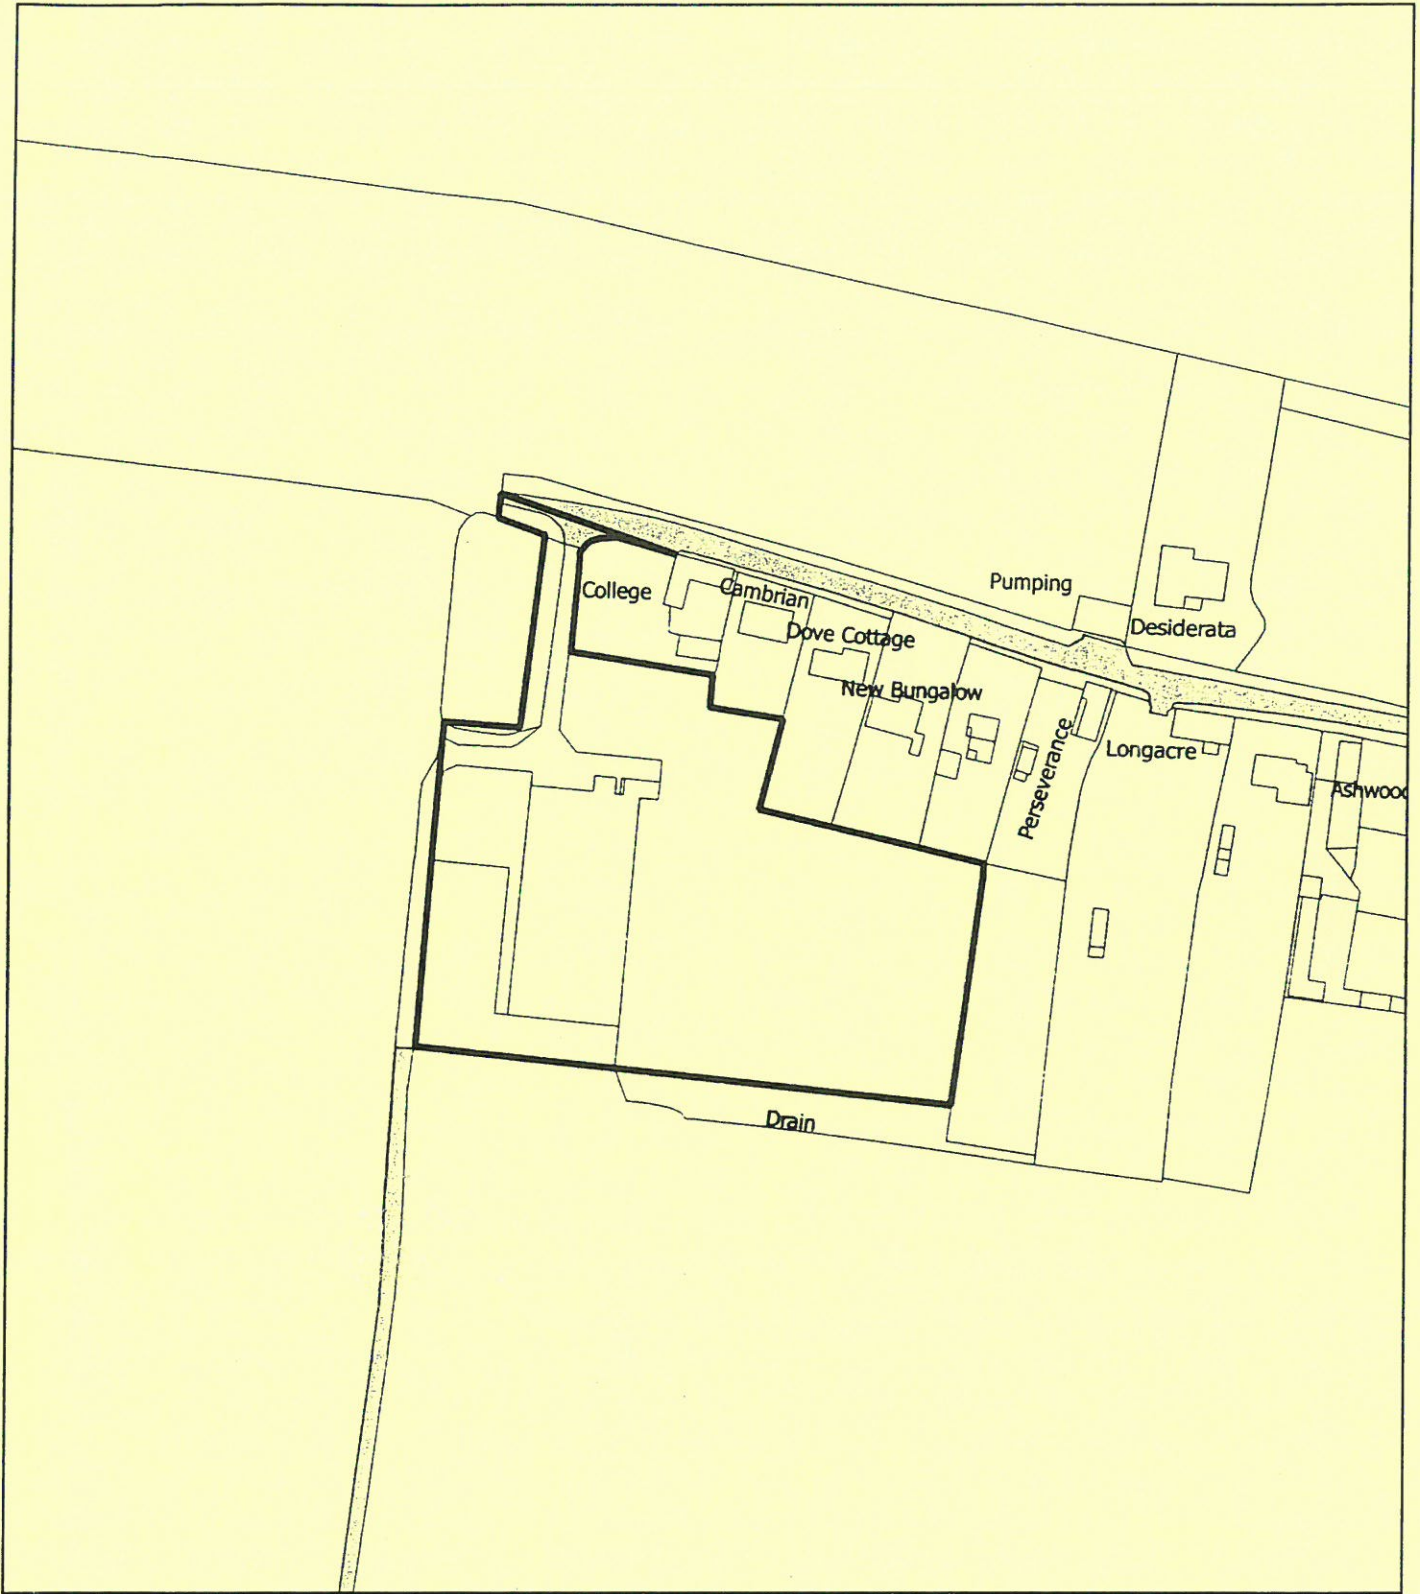 Pumping
College
Cambrian
Desiderata
Dove Cottage
New Bungalow
Perseverance
Longacre
Ashwood
Drain